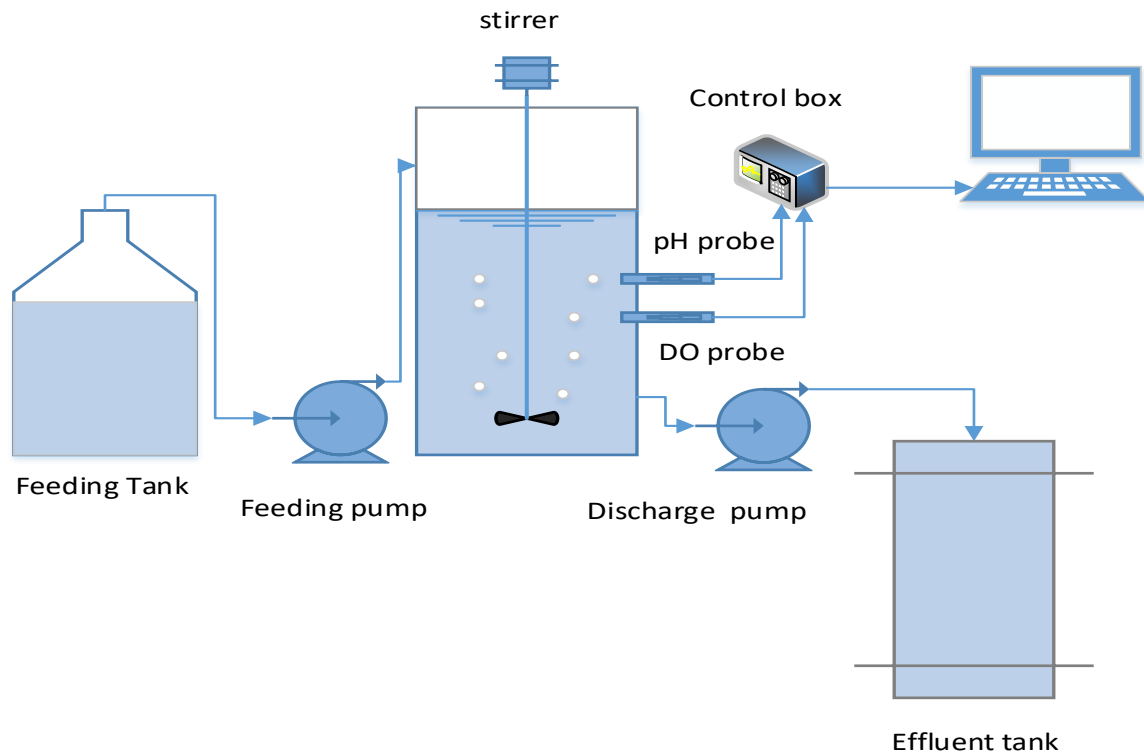 stirrer
Control box
pH probe
DO probe
Feeding Tank
Feeding pump
Discharge pump
Effluent tank